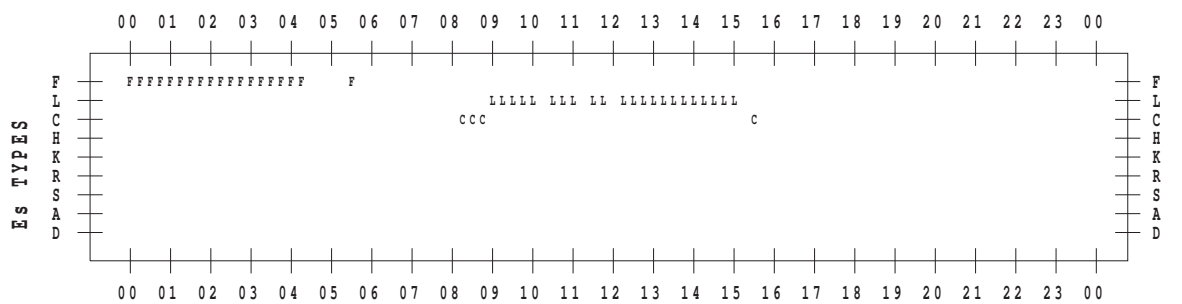 00 01 02 03 04 05 06 07 08 09 10 11 12 13 14 15 16 17 18 19 20 21 22 23 00
F FFFFFFFFFFFFFFFFFF F F
L LLLLL LLL LL LLLLLLLLLLLL L
C CCC C C
H H
K K
R R
S S
A A
D D
Es TYPES
00 01 02 03 04 05 06 07 08 09 10 11 12 13 14 15 16 17 18 19 20 21 22 23 00